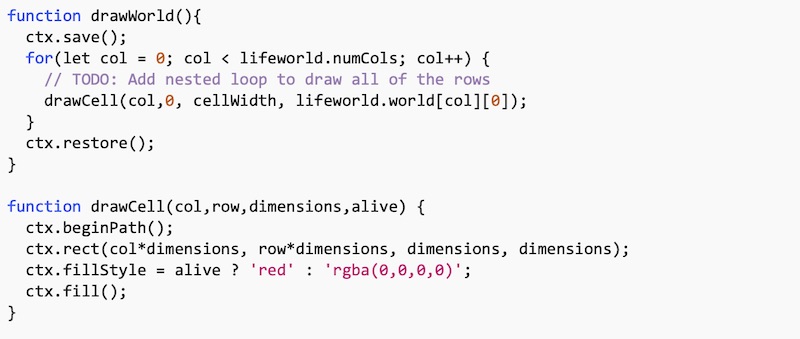 function drawWorld(){
  ctx.save();
  for(let col = 0; col < lifeworld.numCols; col++) {
    // TODO: Add nested loop to draw all of the rows
    drawCell(col,0, cellWidth, lifeworld.world[col][0]);
  }
  ctx.restore();
}

function drawCell(col,row,dimensions,alive) {
  ctx.beginPath();
  ctx.rect(col*dimensions, row*dimensions, dimensions, dimensions);
  ctx.fillStyle = alive ? 'red' : 'rgba(0,0,0,0)';
  ctx.fill();
}